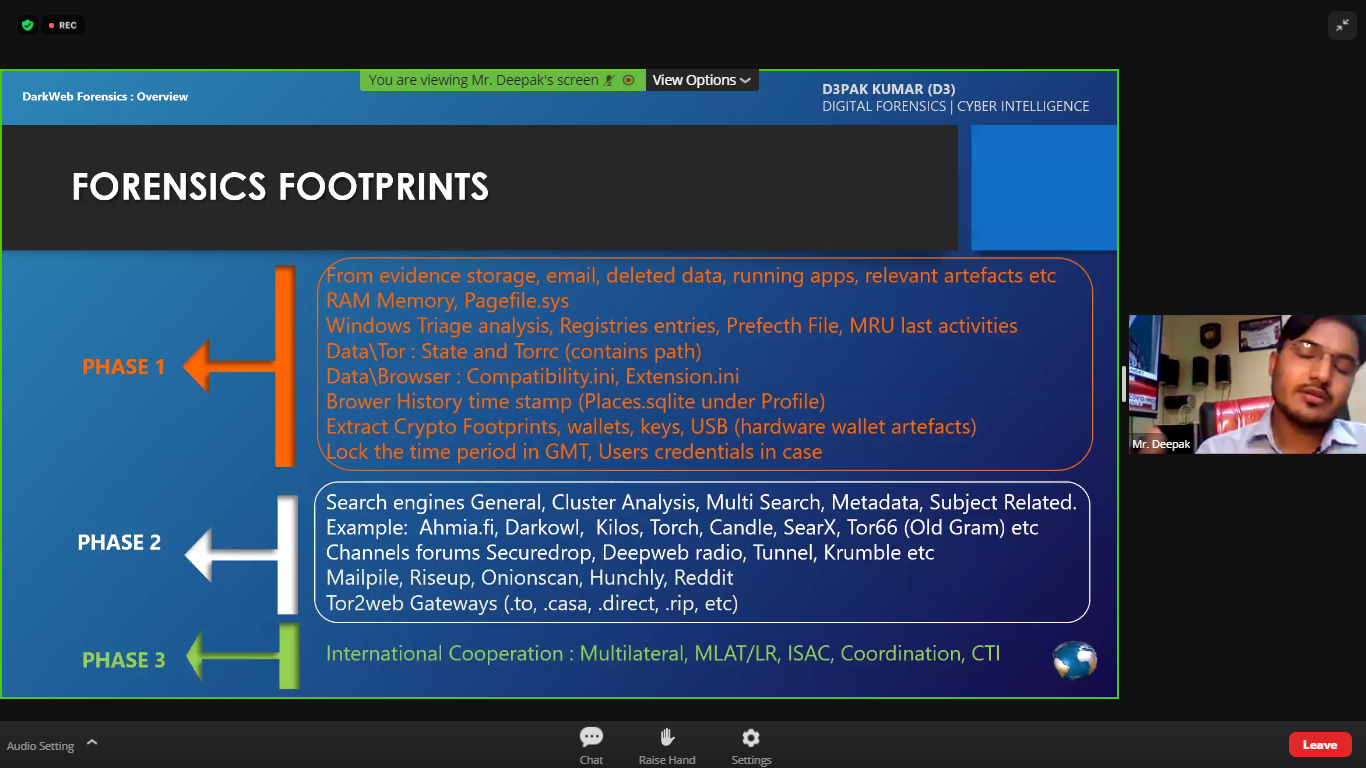 REC
You are viewing Mr. Deepak's screen
View Options
DarkWeb Forensics : Overview
D3PAK KUMAR (D3)
DIGITAL FORENSICS | CYBER INTELLIGENCE
FORENSICS FOOTPRINTS
PHASE 1
From evidence storage, email, deleted data, running apps, relevant artefacts etc
RAM Memory, Pagefile.sys
Windows Triage analysis, Registries entries, Prefecth File, MRU last activities
Data\Tor : State and Torrc (contains path)
Data\Browser : Compatibility.ini, Extension.ini
Brower History time stamp (Places.sqlite under Profile)
Extract Crypto Footprints, wallets, keys, USB (hardware wallet artefacts)
Lock the time period in GMT, Users credentials in case
PHASE 2
Search engines General, Cluster Analysis, Multi Search, Metadata, Subject Related.
Example: Ahmia.fi, Darkowl, Kilos, Torch, Candle, SearX, Tor66 (Old Gram) etc
Channels forums Securedrop, Deepweb radio, Tunnel, Krumble etc
Mailpile, Riseup, Onionscan, Hunchly, Reddit
Tor2web Gateways (.to, .casa, .direct, .rip, etc)
PHASE 3
International Cooperation : Multilateral, MLAT/LR, ISAC, Coordination, CTI
Mr. Deepak
Audio Setting
Chat
Raise Hand
Settings
Leave